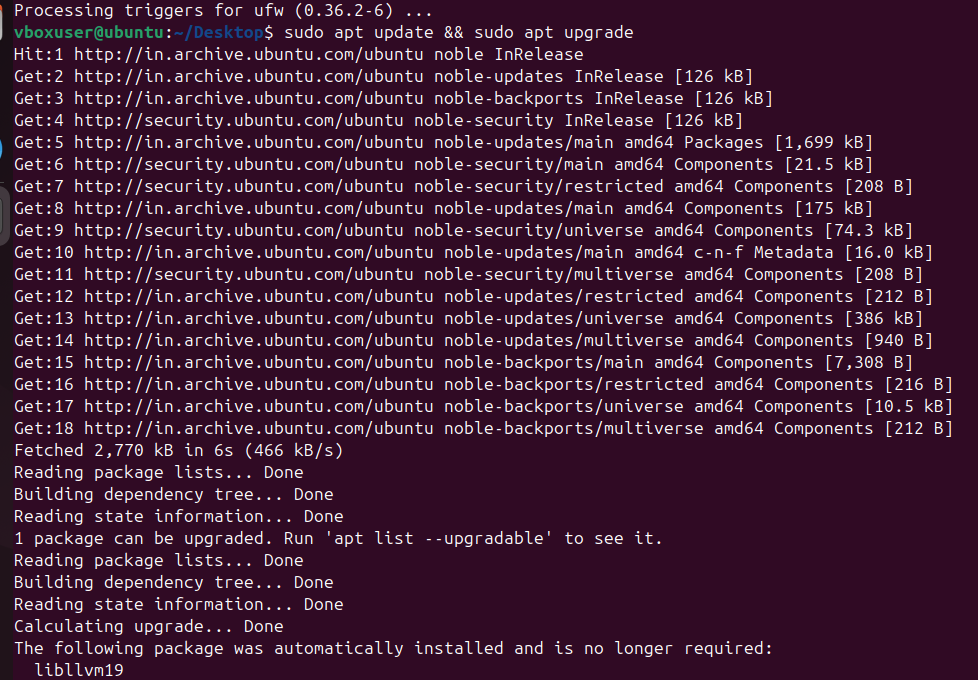 Processing triggers for ufw (0.36.2-6) ...
vboxuser@ubuntu:~/Desktop$ sudo apt update && sudo apt upgrade
Hit:1 http://in.archive.ubuntu.com/ubuntu noble InRelease
Get:2 http://in.archive.ubuntu.com/ubuntu noble-updates InRelease [126 kB]
Get:3 http://in.archive.ubuntu.com/ubuntu noble-backports InRelease [126 kB]
Get:4 http://security.ubuntu.com/ubuntu noble-security InRelease [126 kB]
Get:5 http://in.archive.ubuntu.com/ubuntu noble-updates/main amd64 Packages [1,699 kB]
Get:6 http://security.ubuntu.com/ubuntu noble-security/main amd64 Components [21.5 kB]
Get:7 http://security.ubuntu.com/ubuntu noble-security/restricted amd64 Components [208 B]
Get:8 http://in.archive.ubuntu.com/ubuntu noble-updates/main amd64 Components [175 kB]
Get:9 http://security.ubuntu.com/ubuntu noble-security/universe amd64 Components [74.3 kB]
Get:10 http://in.archive.ubuntu.com/ubuntu noble-updates/main amd64 c-n-f Metadata [16.0 kB]
Get:11 http://security.ubuntu.com/ubuntu noble-security/multiverse amd64 Components [208 B]
Get:12 http://in.archive.ubuntu.com/ubuntu noble-updates/restricted amd64 Components [212 B]
Get:13 http://in.archive.ubuntu.com/ubuntu noble-updates/universe amd64 Components [386 kB]
Get:14 http://in.archive.ubuntu.com/ubuntu noble-updates/multiverse amd64 Components [940 B]
Get:15 http://in.archive.ubuntu.com/ubuntu noble-backports/main amd64 Components [7,308 B]
Get:16 http://in.archive.ubuntu.com/ubuntu noble-backports/restricted amd64 Components [216 B]
Get:17 http://in.archive.ubuntu.com/ubuntu noble-backports/universe amd64 Components [10.5 kB]
Get:18 http://in.archive.ubuntu.com/ubuntu noble-backports/multiverse amd64 Components [212 B]
Fetched 2,770 kB in 6s (466 kB/s)
Reading package lists... Done
Building dependency tree... Done
Reading state information... Done
1 package can be upgraded. Run 'apt list --upgradable' to see it.
Reading package lists... Done
Building dependency tree... Done
Reading state information... Done
Calculating upgrade... Done
The following package was automatically installed and is no longer required:
  libllvm19